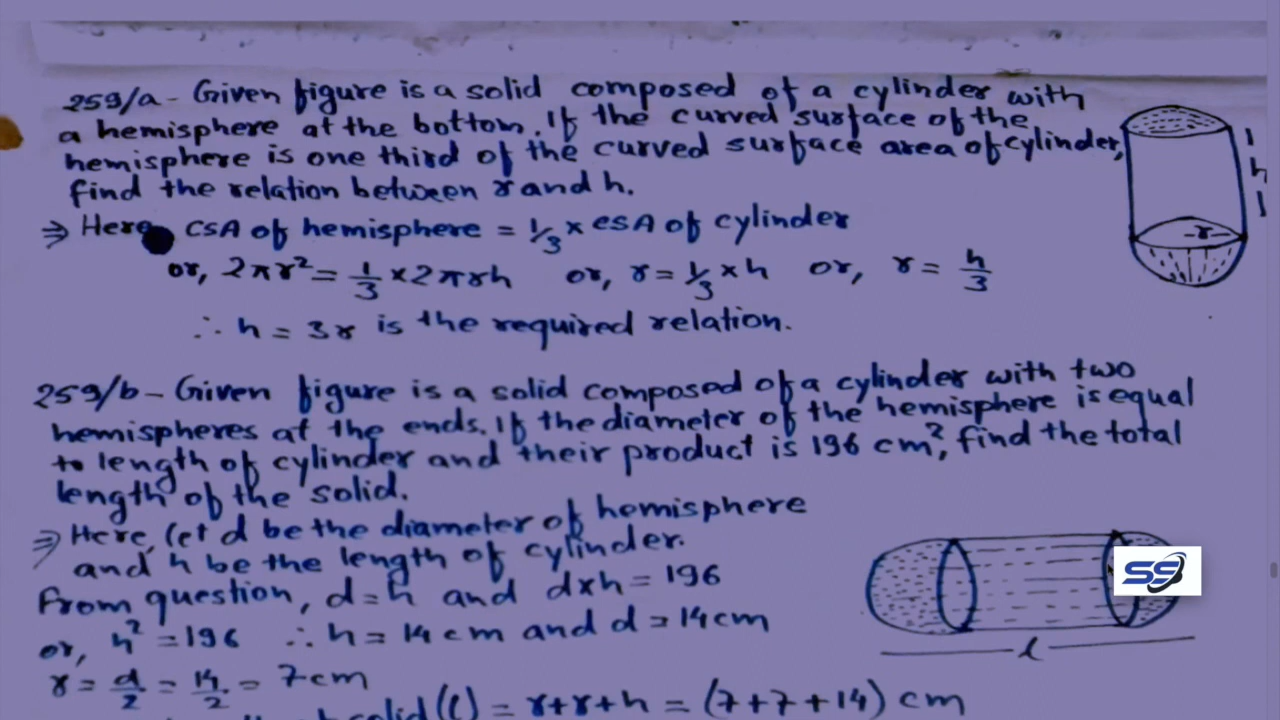 259/a - Given figure is a solid composed of a cylinder with
a hemisphere at the bottom. If the curved surface of the
hemisphere is one third of the curved surface area of cylinder,
find the relation between r and h.
⇒ Here, CSA of hemisphere = 1/3 × CSA of cylinder
or, 2πr² = 1/3 × 2πrh or, r = 1/3 × h or, r = h/3
∴ h = 3r is the required relation.
h
r
259/b - Given figure is a solid composed of a cylinder with two
hemispheres at the ends. If the diameter of the hemisphere is equal
to length of cylinder and their product is 196 cm², find the total
length of the solid.
⇒ Here, let d be the diameter of hemisphere
and h be the length of cylinder.
From question, d=h and d×h = 196
or, h² = 196 ∴ h = 14 cm and d = 14cm
r = d/2 = 14/2 = 7cm
solid (l) = r+r+h = (7+7+14) cm
l
SS